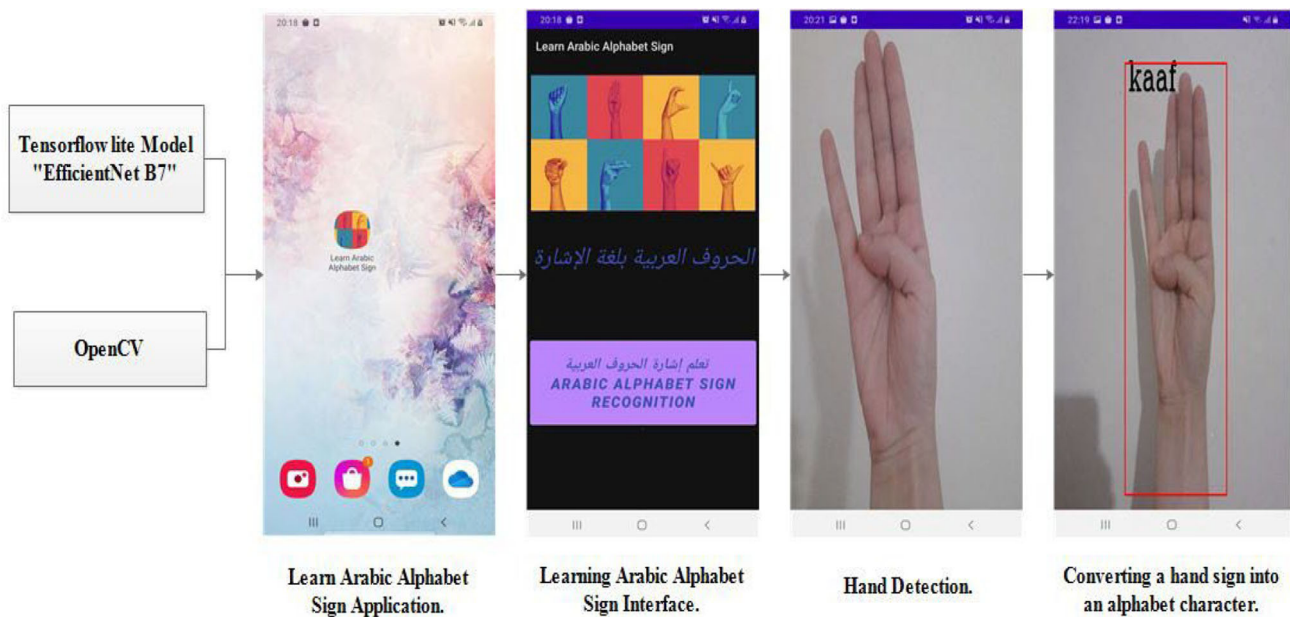 Tensorflow lite Model
"EfficientNet B7"
OpenCV
20:18
Learn Arabic
Alphabet Sign
1
Learn Arabic Alphabet
Sign Application.
20:18
Learn Arabic Alphabet Sign
الحروف العربية بلغة الإشارة
تعلم إشارة الحروف العربية
ARABIC ALPHABET SIGN
RECOGNITION
Learning Arabic Alphabet
Sign Interface.
20:21
Hand Detection.
22:19
kaaf
Converting a hand sign into
an alphabet character.